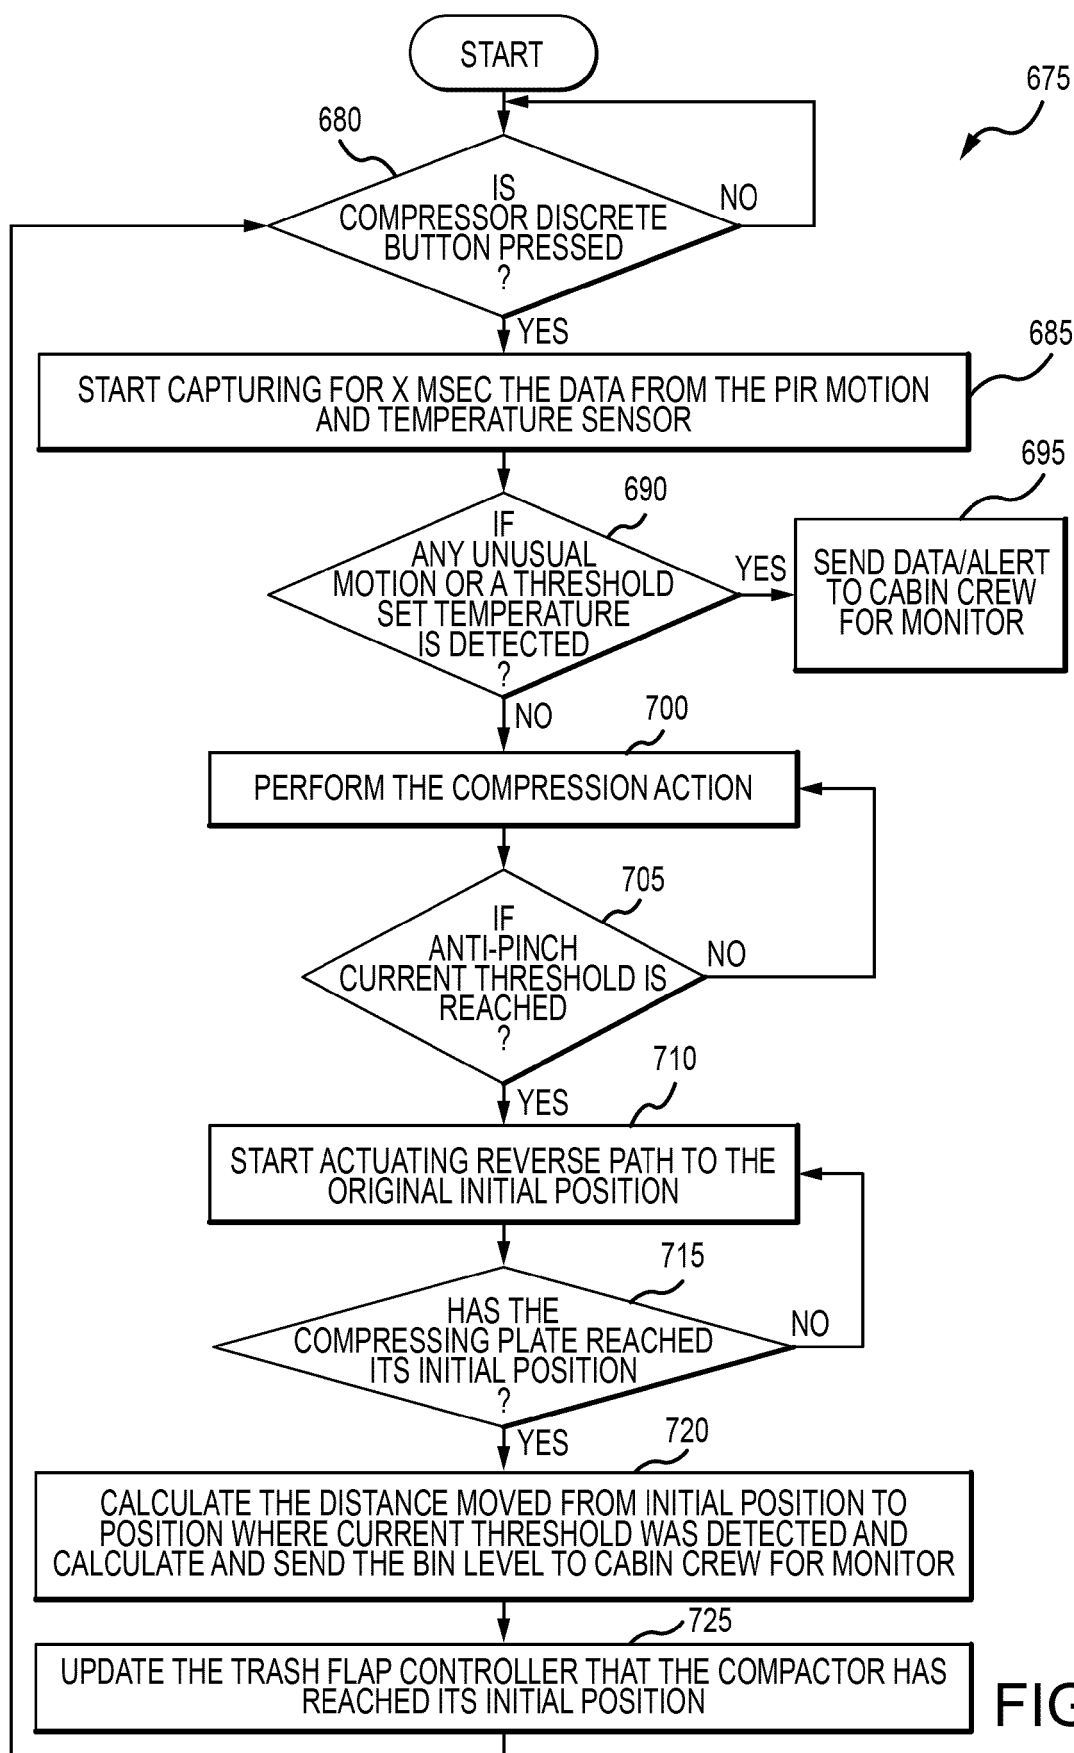 START
675
680
IS
COMPRESSOR DISCRETE
BUTTON PRESSED
?
NO
YES
685
START CAPTURING FOR X MSEC THE DATA FROM THE PIR MOTION
AND TEMPERATURE SENSOR
690
695
IF
ANY UNUSUAL
MOTION OR A THRESHOLD
SET TEMPERATURE
IS DETECTED
?
YES
SEND DATA/ALERT
TO CABIN CREW
FOR MONITOR
NO
700
PERFORM THE COMPRESSION ACTION
705
IF
ANTI-PINCH
CURRENT THRESHOLD IS
REACHED
?
NO
YES
710
START ACTUATING REVERSE PATH TO THE
ORIGINAL INITIAL POSITION
715
HAS THE
COMPRESSING PLATE REACHED
ITS INITIAL POSITION
?
NO
YES
720
CALCULATE THE DISTANCE MOVED FROM INITIAL POSITION TO
POSITION WHERE CURRENT THRESHOLD WAS DETECTED AND
CALCULATE AND SEND THE BIN LEVEL TO CABIN CREW FOR MONITOR
725
UPDATE THE TRASH FLAP CONTROLLER THAT THE COMPACTOR HAS
REACHED ITS INITIAL POSITION
FIG